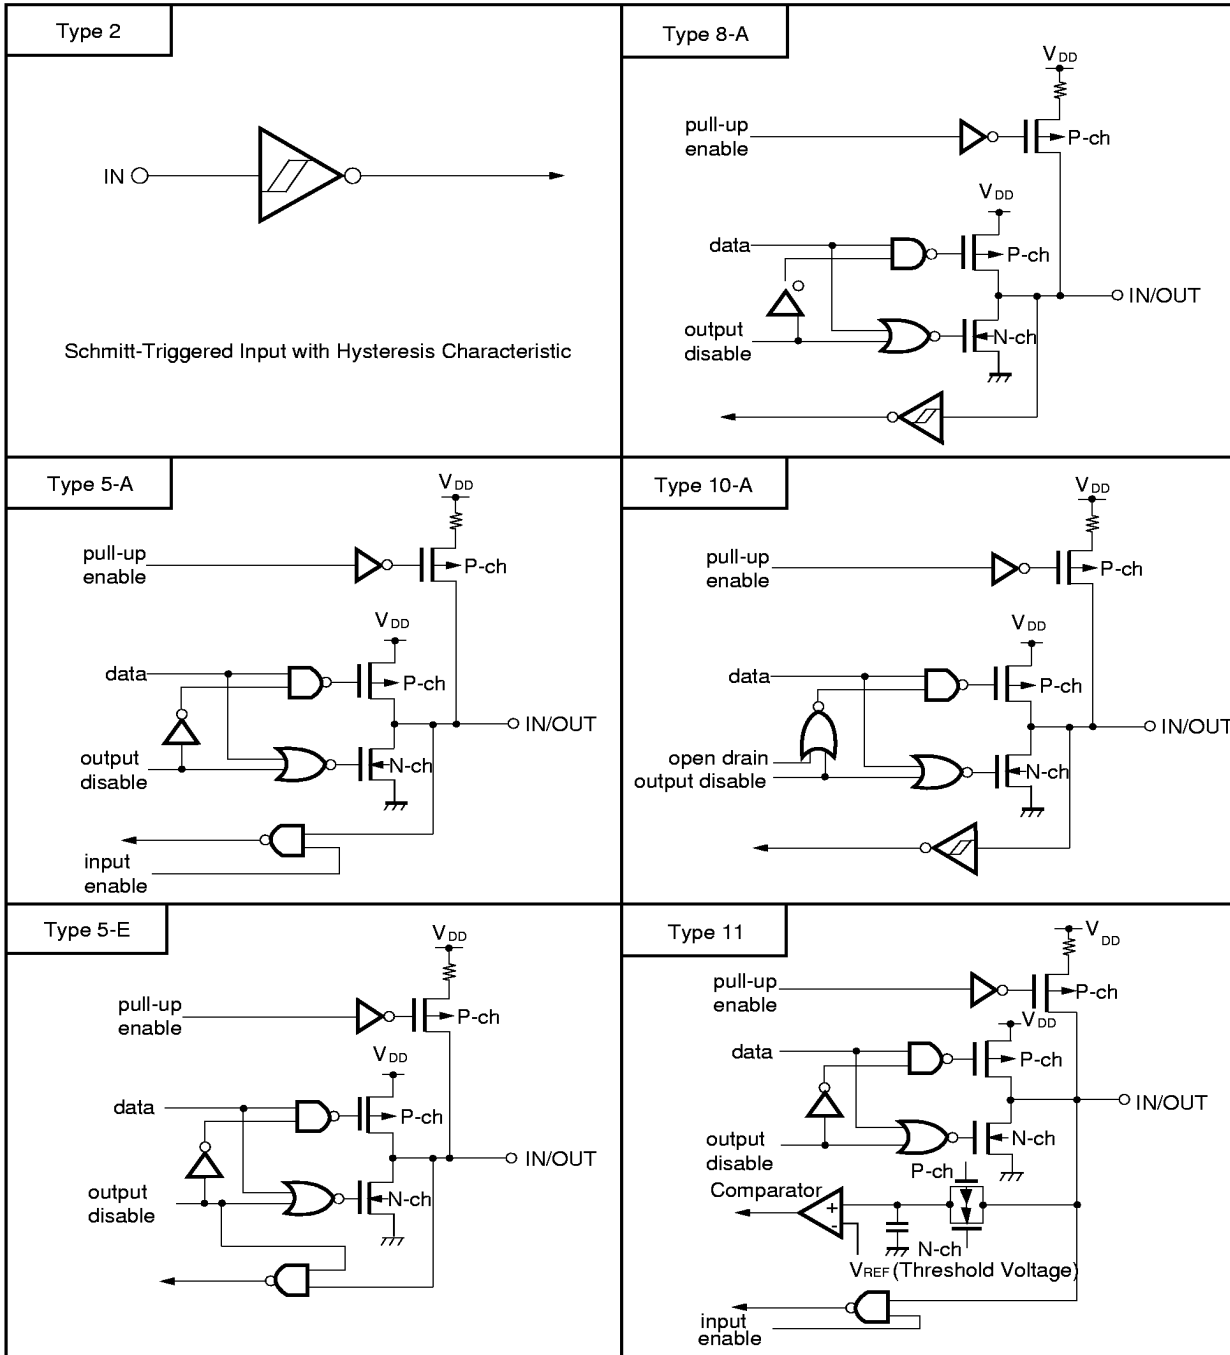 Type 2
IN
Schmitt-Triggered Input with Hysteresis Characteristic
Type 8-A
VDD
pull-up
enable
P-ch
VDD
data
P-ch
IN/OUT
output
disable
N-ch
Type 5-A
VDD
pull-up
enable
P-ch
VDD
data
P-ch
IN/OUT
output
disable
N-ch
input
enable
Type 10-A
VDD
pull-up
enable
P-ch
VDD
data
P-ch
IN/OUT
open drain
output disable
N-ch
Type 5-E
VDD
pull-up
enable
P-ch
VDD
data
P-ch
IN/OUT
output
disable
N-ch
Type 11
VDD
pull-up
enable
P-ch
VDD
data
P-ch
IN/OUT
output
disable
N-ch
P-ch
Comparator
+
-
N-ch
VREF (Threshold Voltage)
input
enable